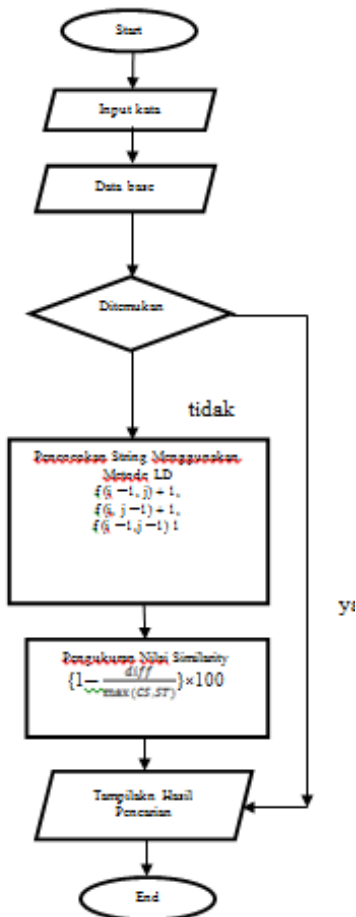 Start
Input kata
Data base
Ditemukan
tidak
Pencocokan String Menggunakan
Metode LD
f(i −1, j) + 1,
f(i, j −1) + 1,
f(i −1,j −1) 1
ya
Pengukuran Nilai Similarity
{1− diff / max(CS,ST)}×100
Tampilakn Hasil
Pencarian
End